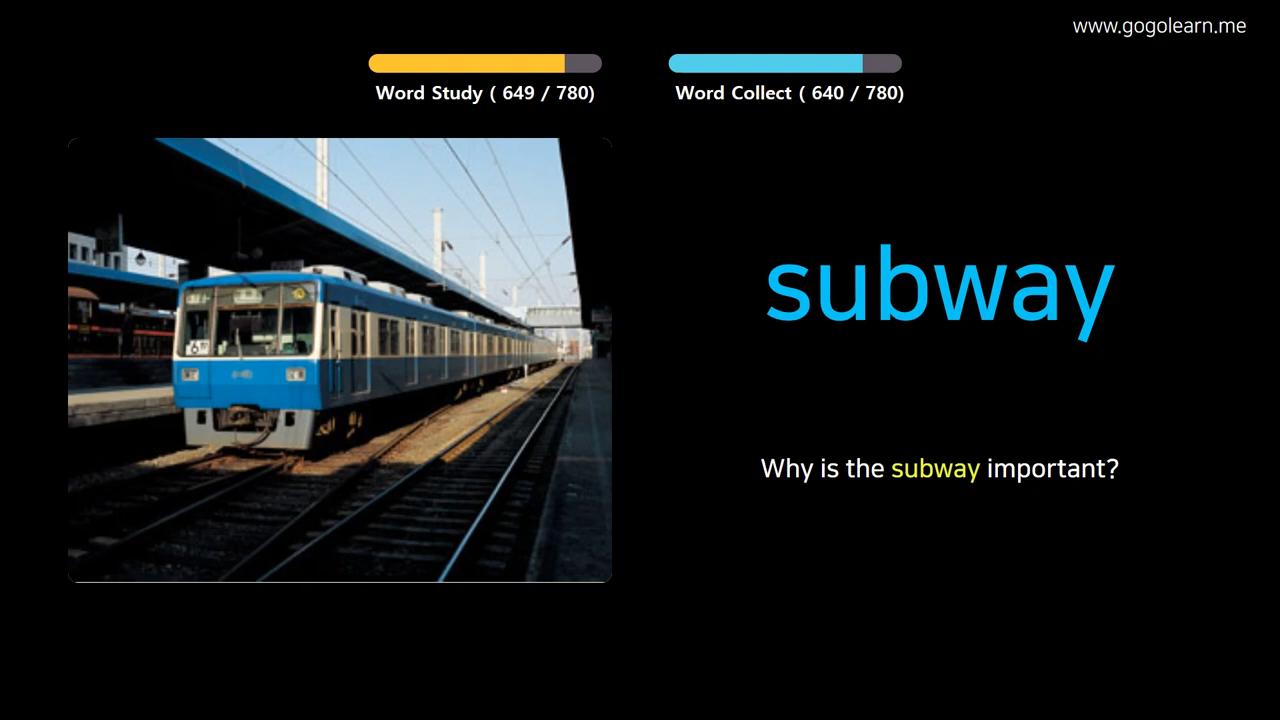 www.gogolearn.me
Word Study ( 649 / 780)
Word Collect ( 640 / 780)
subway
Why is the subway important?